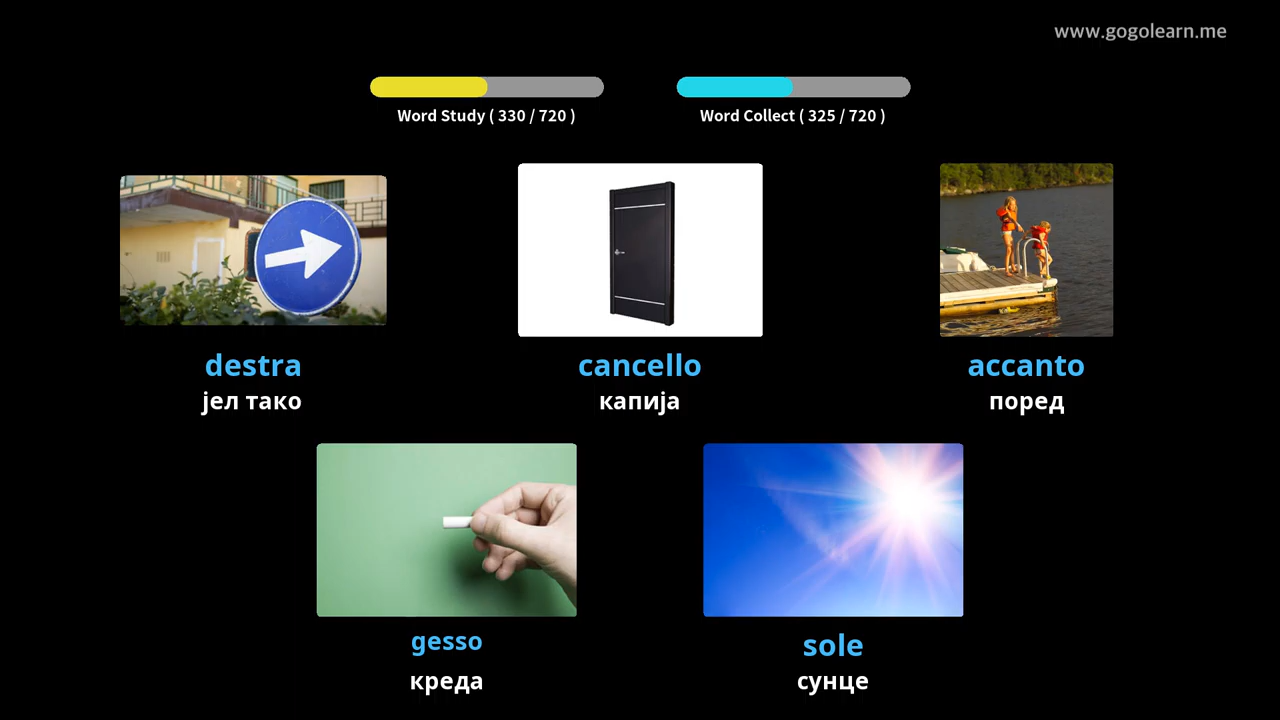 www.gogolearn.me
Word Study ( 330 / 720 )
Word Collect ( 325 / 720 )
destra
јел тако
cancello
капија
accanto
поред
gesso
креда
sole
сунце